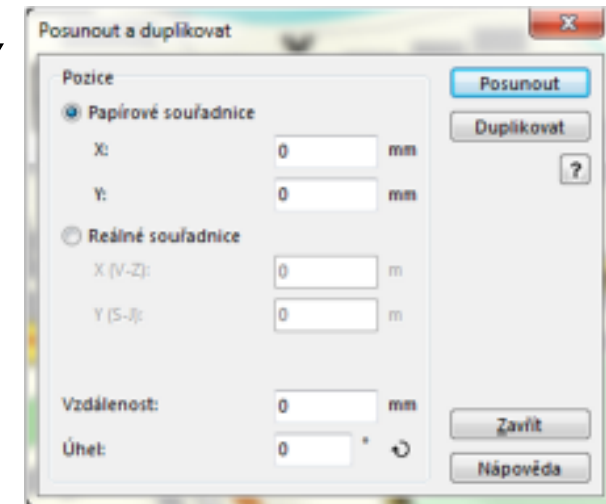 Posunout a duplikovat
Pozice
Papírové souřadnice
X: 0 mm
Y: 0 mm
Reálné souřadnice
X (V-Z): 0 m
Y (S-J): 0 m
Vzdálenost: 0 mm
Úhel: 0 °
Posunout
Duplikovat
?
Zavřít
Nápověda